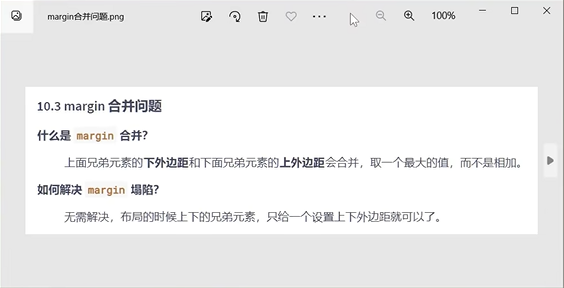 margin合并问题.png
100%
10.3 margin 合并问题
什么是 margin 合并？
上面兄弟元素的下外边距和下面兄弟元素的上外边距会合并，取一个最大的值，而不是相加。
如何解决 margin 塌陷？
无需解决，布局的时候上下的兄弟元素，只给一个设置上下外边距就可以了。